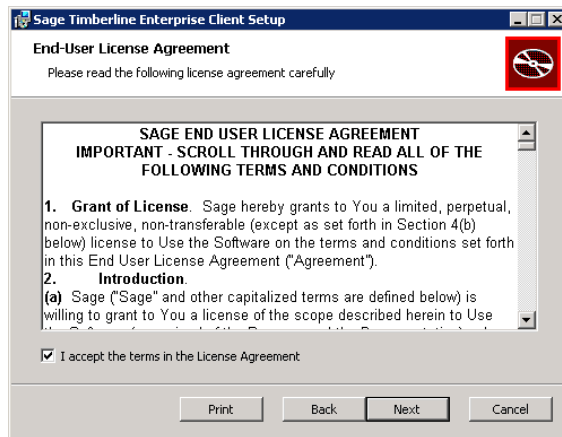 Sage Timberline Enterprise Client Setup
End-User License Agreement
Please read the following license agreement carefully
SAGE END USER LICENSE AGREEMENT
IMPORTANT - SCROLL THROUGH AND READ ALL OF THE
FOLLOWING TERMS AND CONDITIONS
1. Grant of License. Sage hereby grants to You a limited, perpetual,
non-exclusive, non-transferable (except as set forth in Section 4(b)
below) license to Use the Software on the terms and conditions set forth
in this End User License Agreement ("Agreement").
2. Introduction.
(a) Sage ("Sage" and other capitalized terms are defined below) is
willing to grant to You a license of the scope described herein to Use
I accept the terms in the License Agreement
Print Back Next Cancel